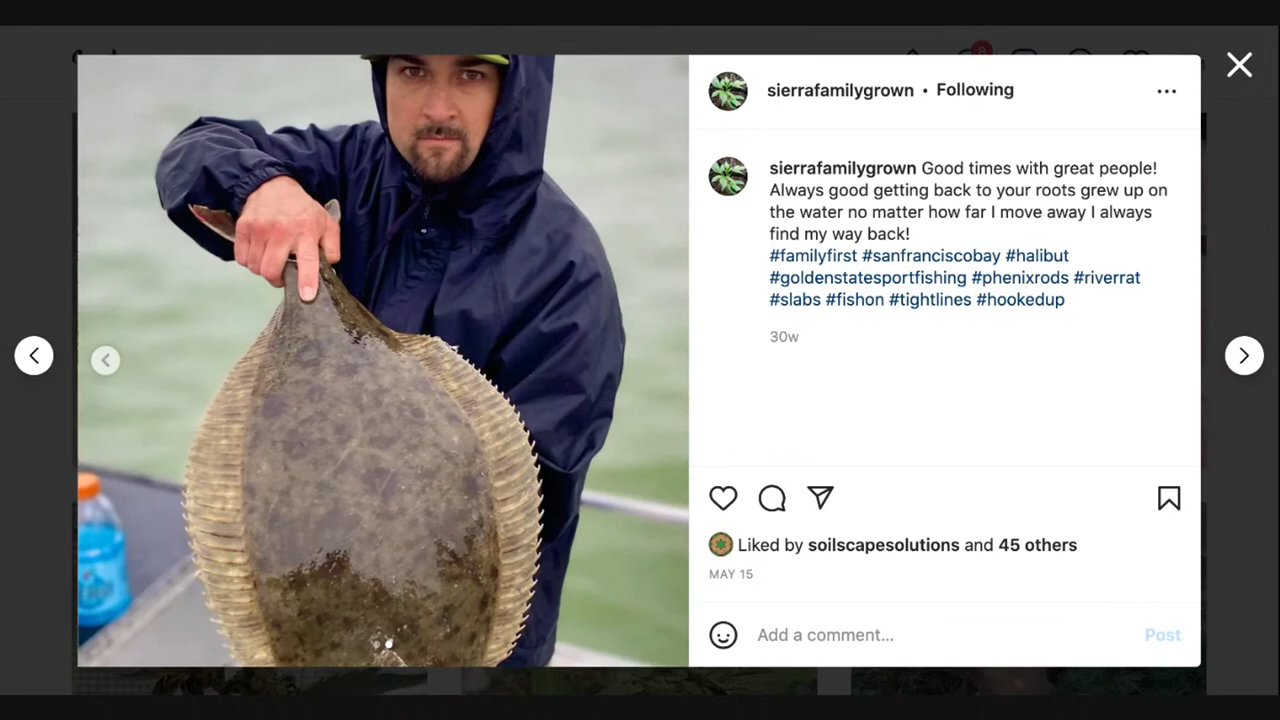 8
sierrafamilygrown • Following
sierrafamilygrown Good times with great people!
Always good getting back to your roots grew up on
the water no matter how far I move away I always
find my way back!
#familyfirst #sanfranciscobay #halibut
#goldenstatesportfishing #phenixrods #riverrat
#slabs #fishon #tightlines #hookedup
30w
Liked by soilscapesolutions and 45 others
MAY 15
Add a comment...
Post